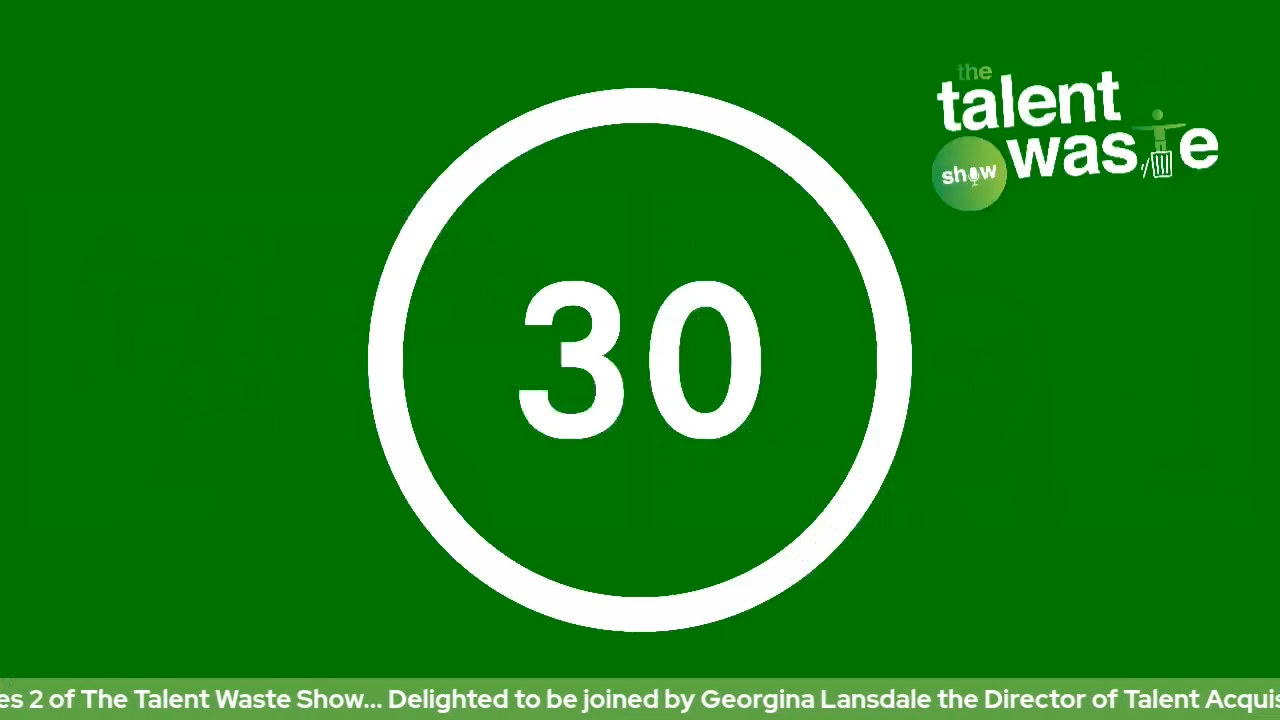 the
talent
waste
show
30
es 2 of The Talent Waste Show... Delighted to be joined by Georgina Lansdale the Director of Talent Acquis